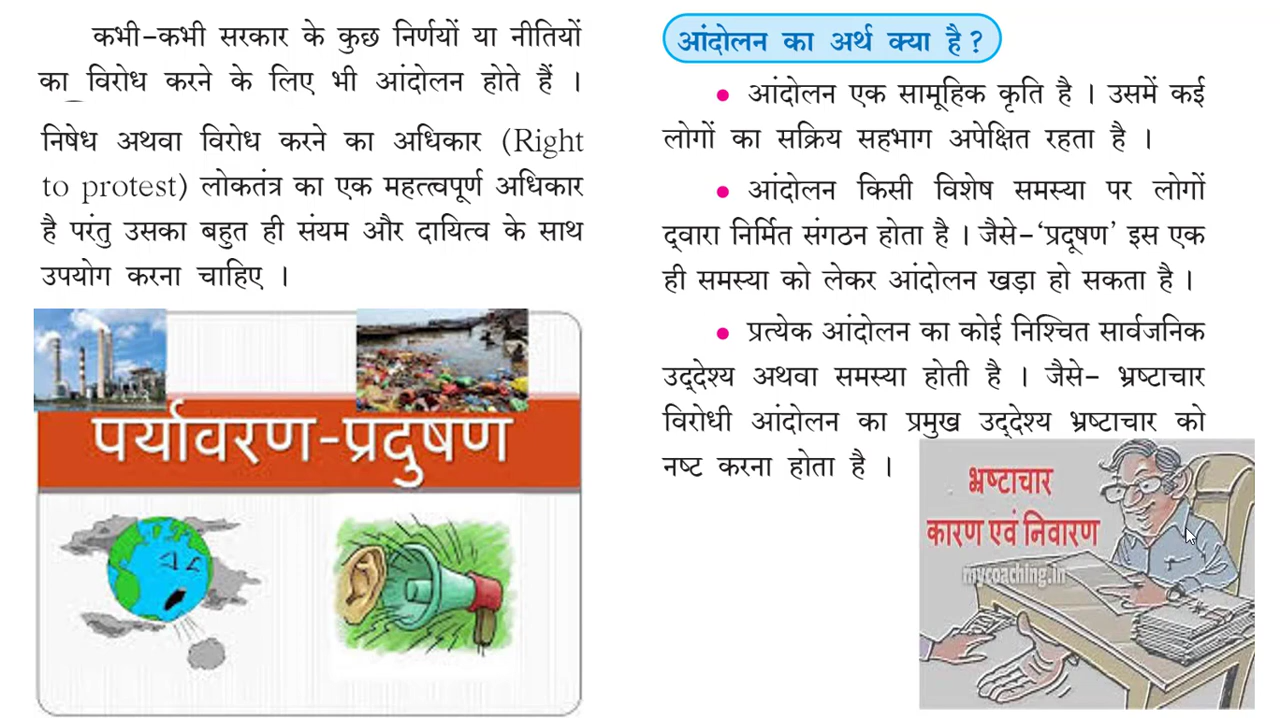 कभी-कभी सरकार के कुछ निर्णयों या नीतियों
का विरोध करने के लिए भी आंदोलन होते हैं ।
निषेध अथवा विरोध करने का अधिकार (Right
to protest) लोकतंत्र का एक महत्त्वपूर्ण अधिकार
है परंतु उसका बहुत ही संयम और दायित्व के साथ
उपयोग करना चाहिए ।
पर्यावरण-प्रदुषण
आंदोलन का अर्थ क्या है ?
• आंदोलन एक सामूहिक कृति है । उसमें कई
लोगों का सक्रिय सहभाग अपेक्षित रहता है ।
• आंदोलन किसी विशेष समस्या पर लोगों
द्‌वारा निर्मित संगठन होता है । जैसे- ‘प्रदूषण’ इस एक
ही समस्या को लेकर आंदोलन खड़ा हो सकता है ।
• प्रत्येक आंदोलन का कोई निश्चित सार्वजनिक
उद्‌देश्य अथवा समस्या होती है । जैसे- भ्रष्टाचार
विरोधी आंदोलन का प्रमुख उद्‌देश्य भ्रष्टाचार को
नष्ट करना होता है ।
भ्रष्टाचार
कारण एवं निवारण
mycoaching.in